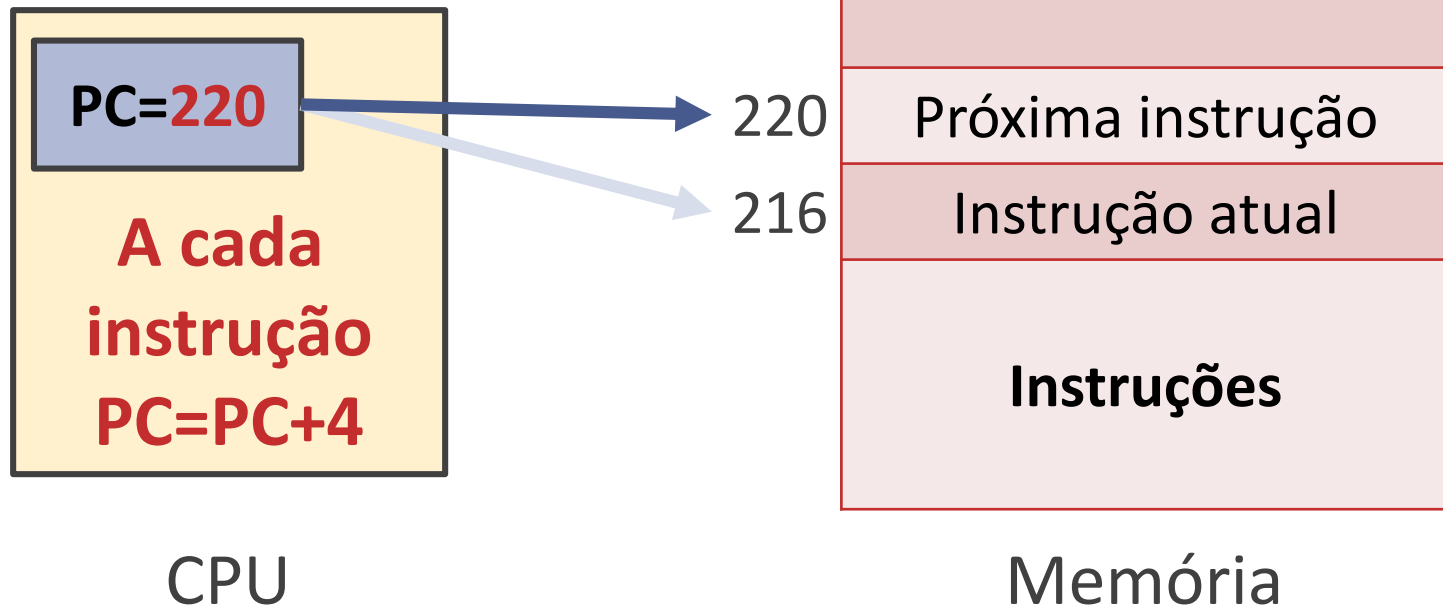 PC=220
A cada
instrução
PC=PC+4
CPU
220
Próxima instrução
216
Instrução atual
Instruções
Memória